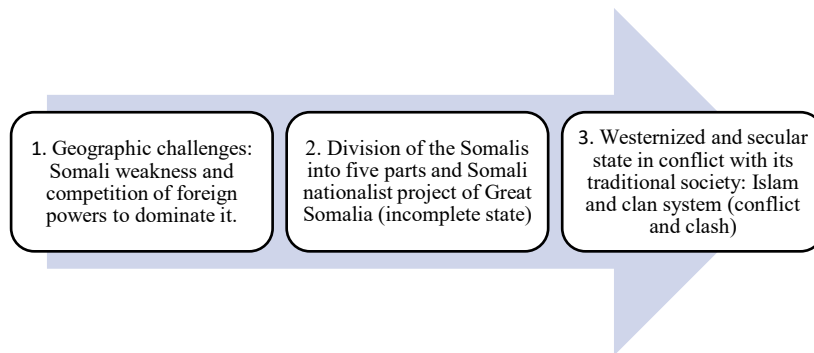 1. Geographic challenges:
Somali weakness and
competition of foreign
powers to dominate it.
2. Division of the Somalis
into five parts and Somali
nationalist project of Great
Somalia (incomplete state)
3. Westernized and secular
state in conflict with its
traditional society: Islam
and clan system (conflict
and clash)